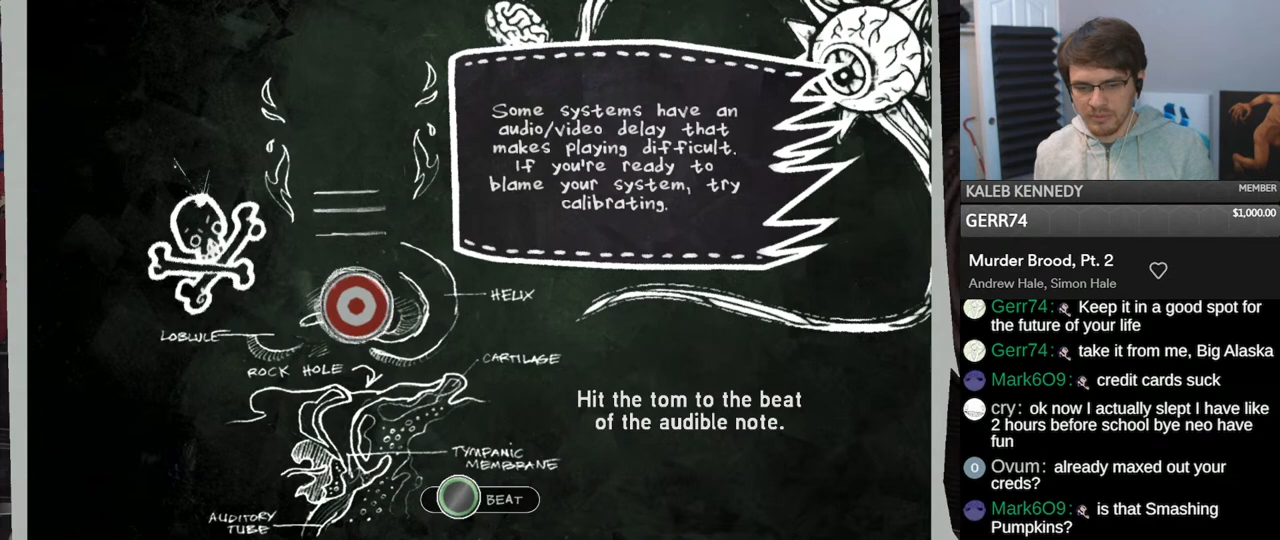 Some systems have an
audio/video delay that
makes playing difficult.
If you're ready to
blame your system, try
calibrating.
HELIX
LOBULE
ROCK HOLE
CARTILAGE
Hit the tom to the beat
of the audible note.
TYMPANIC
MEMBRANE
BEAT
AUDITORY
TUBE
KALEB KENNEDY
MEMBER
GERR74
$1,000.00
Murder Brood, Pt. 2
Andrew Hale, Simon Hale
Gerr74: Keep it in a good spot for
the future of your life
Gerr74: take it from me, Big Alaska
Mark6O9: credit cards suck
cry: ok now I actually slept I have like
2 hours before school bye neo have
fun
O
Ovum: already maxed out your
creds?
Mark6O9: is that Smashing
Pumpkins?